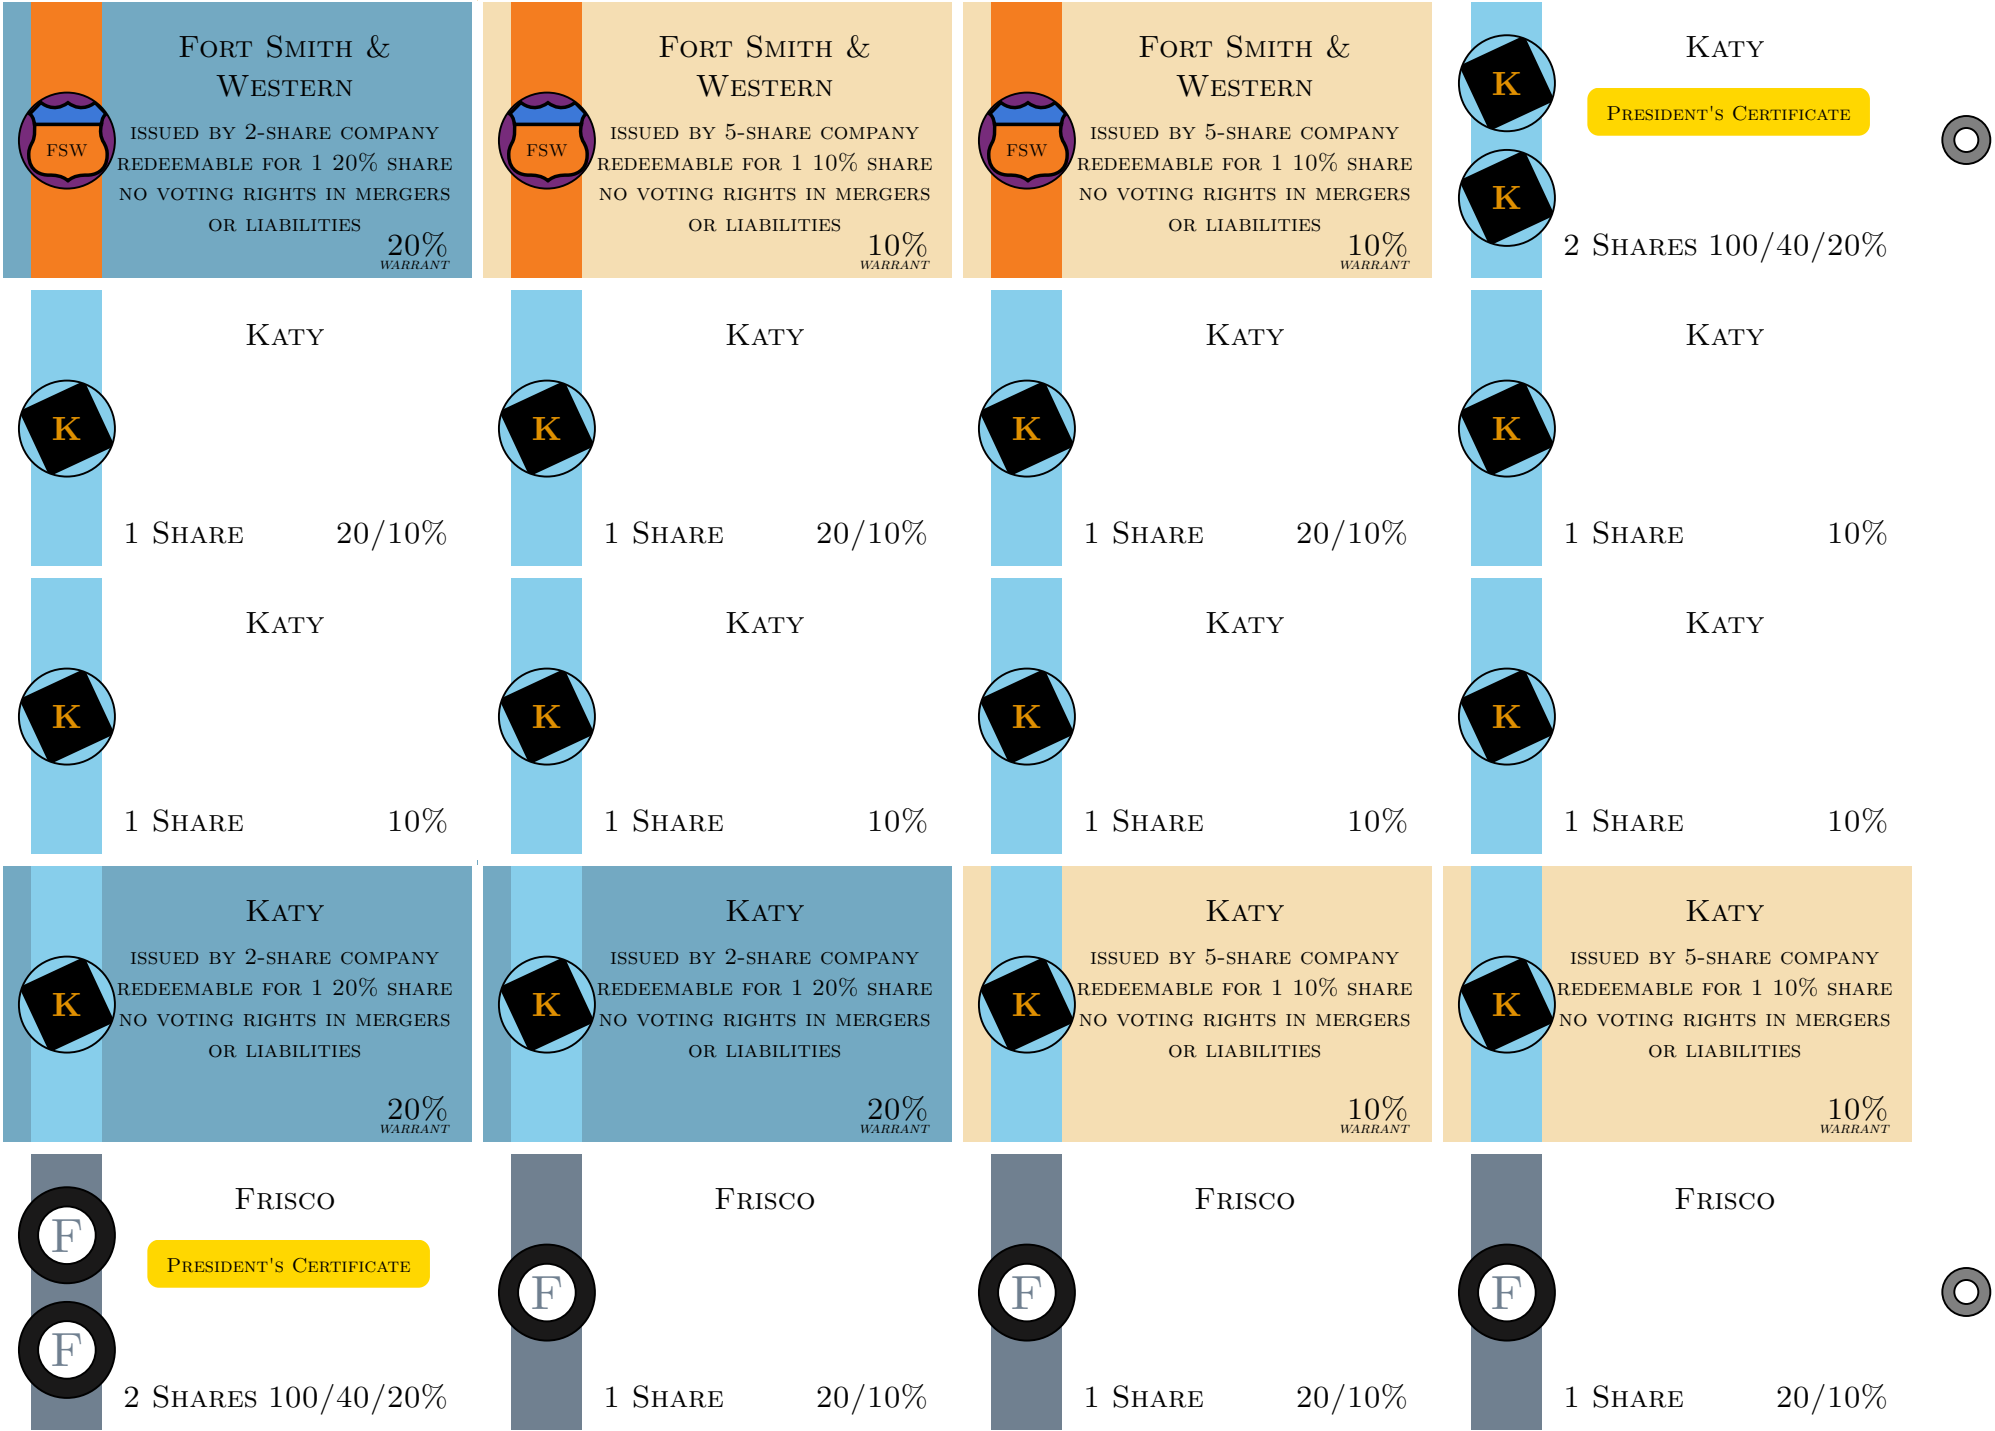 Fort Smith &
Western
issued by 2-share company
redeemable for 1 20% share
no voting rights in mergers
or liabilities
FSW
20%
warrant
Fort Smith &
Western
issued by 5-share company
redeemable for 1 10% share
no voting rights in mergers
or liabilities
FSW
10%
warrant
Fort Smith &
Western
issued by 5-share company
redeemable for 1 10% share
no voting rights in mergers
or liabilities
FSW
10%
warrant
Katy
K
President's Certificate
K
2 Shares 100/40/20%
Katy
K
1 Share 20/10%
Katy
K
1 Share 20/10%
Katy
K
1 Share 20/10%
Katy
K
1 Share 10%
Katy
K
1 Share 10%
Katy
K
1 Share 10%
Katy
K
1 Share 10%
Katy
K
1 Share 10%
Katy
issued by 2-share company
redeemable for 1 20% share
K
no voting rights in mergers
or liabilities
20%
warrant
Katy
issued by 2-share company
redeemable for 1 20% share
K
no voting rights in mergers
or liabilities
20%
warrant
Katy
issued by 5-share company
redeemable for 1 10% share
K
no voting rights in mergers
or liabilities
10%
warrant
Katy
issued by 5-share company
redeemable for 1 10% share
K
no voting rights in mergers
or liabilities
10%
warrant
Frisco
F
President's Certificate
F
2 Shares 100/40/20%
Frisco
F
1 Share 20/10%
Frisco
F
1 Share 20/10%
Frisco
F
1 Share 20/10%